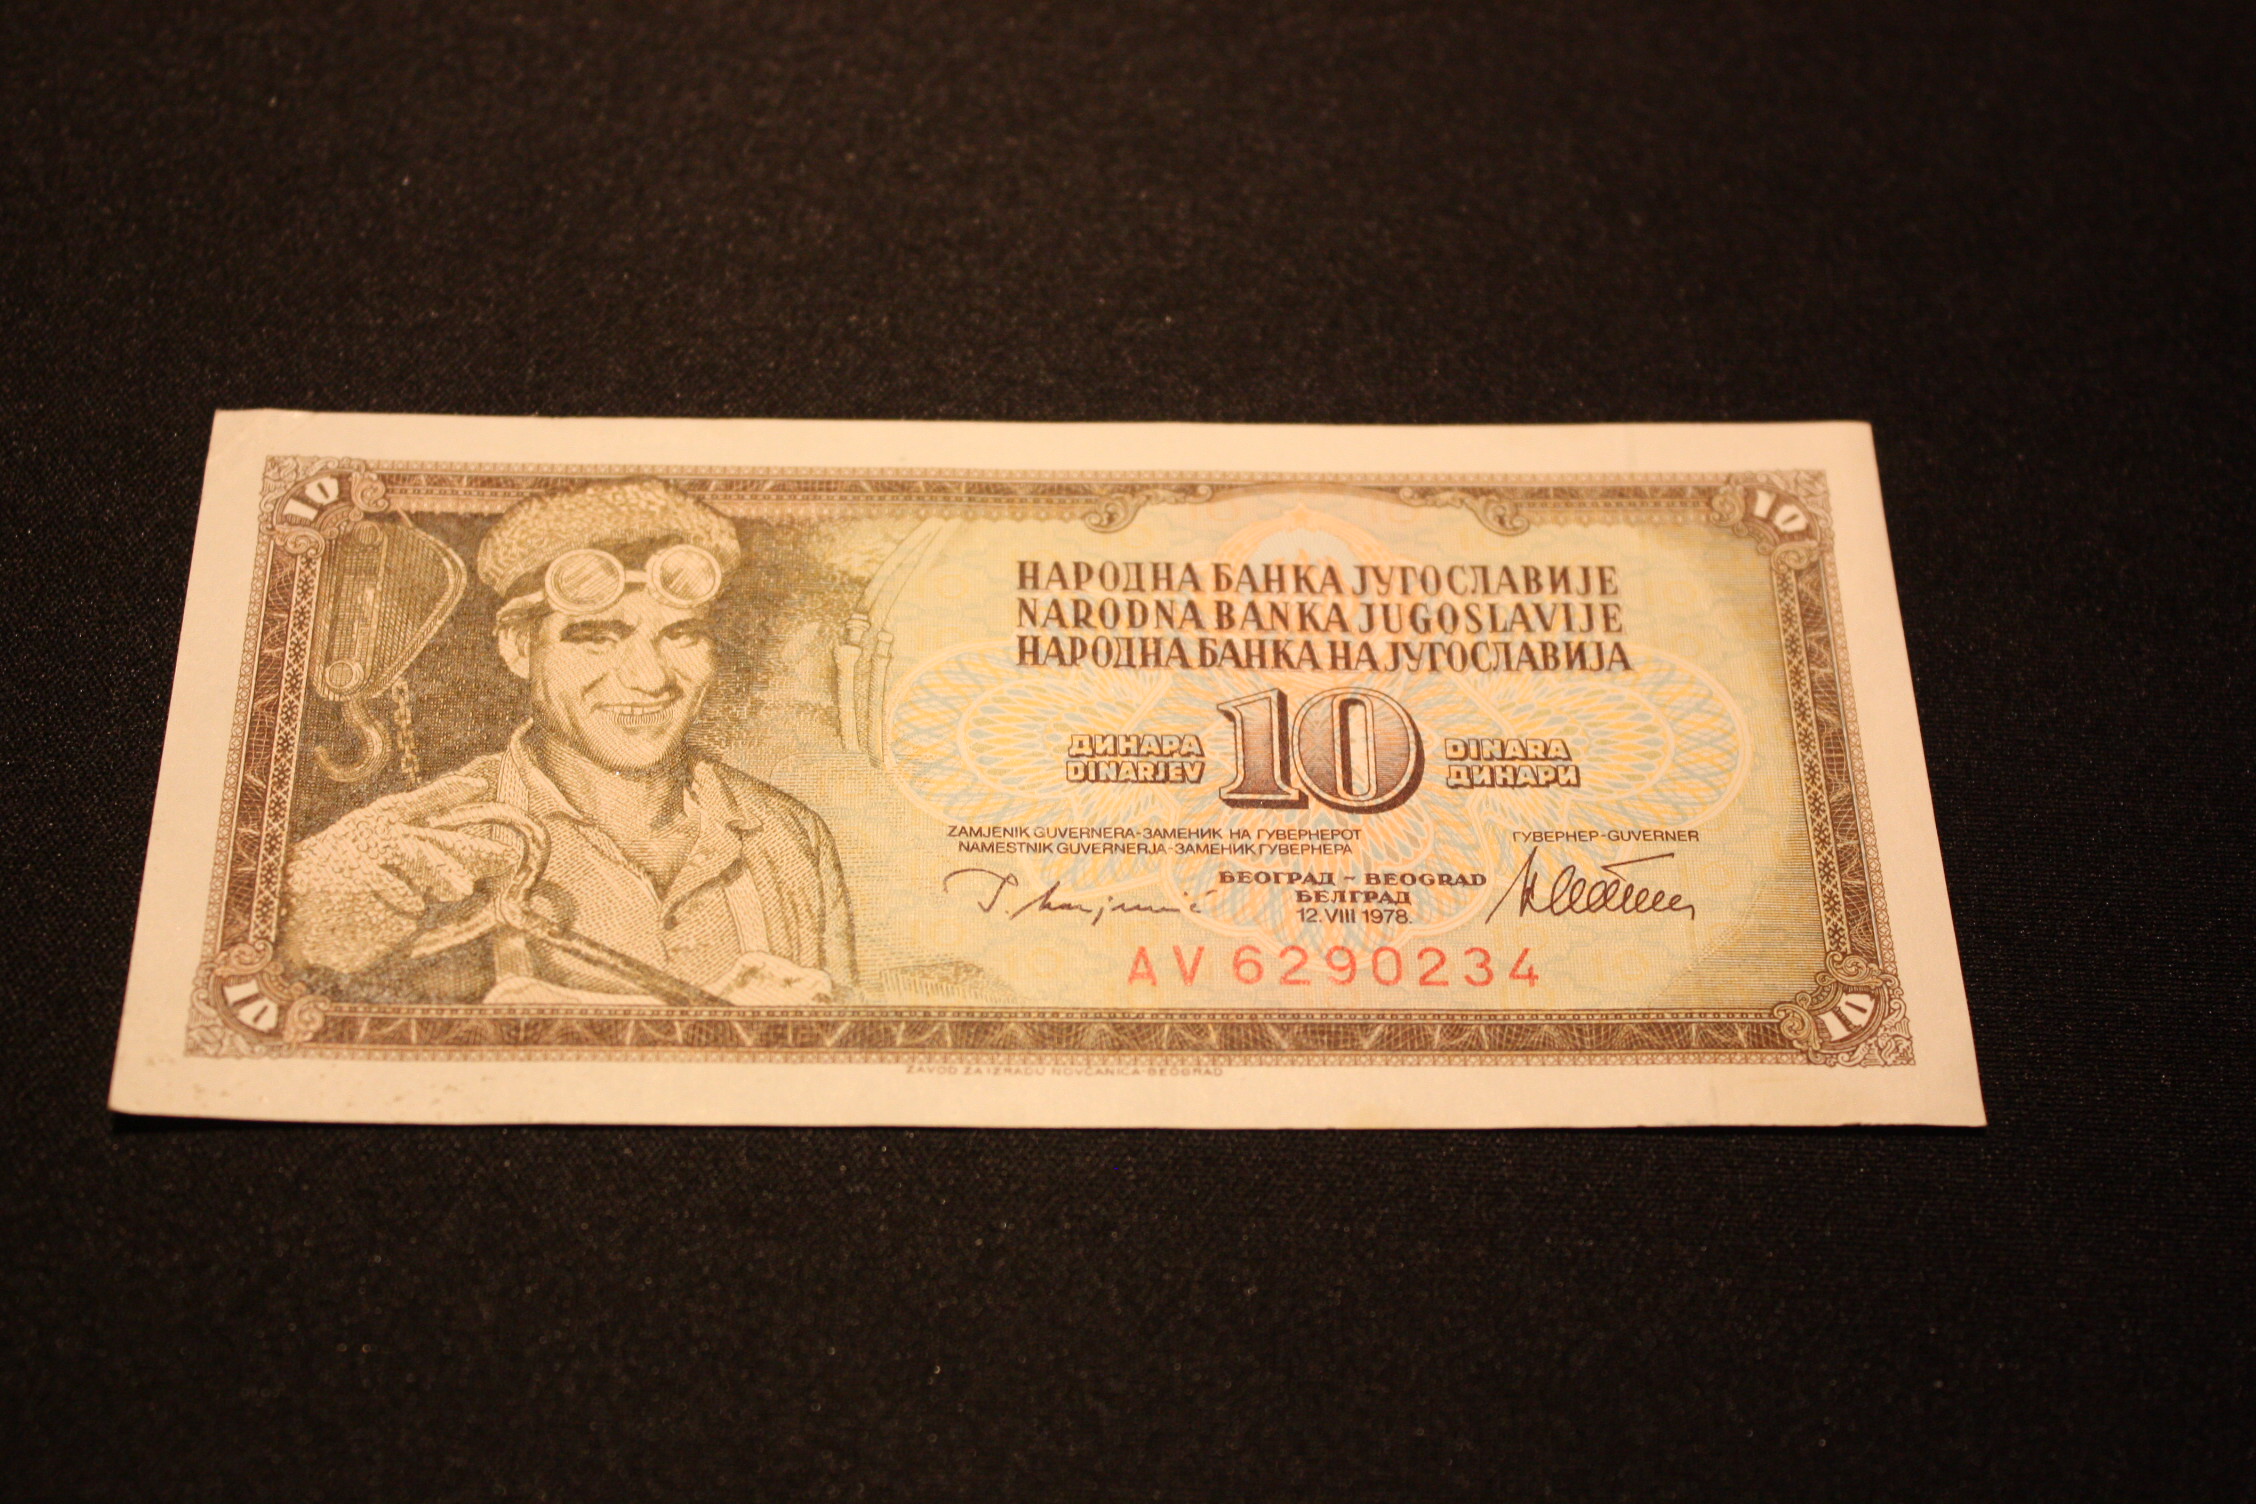 10
10
НАРОДНА БАНКА ЈУГОСЛАВИЈЕ
NARODNA BANKA JUGOSLAVIJE
НАРОДНА БАНКА НА ЈУГОСЛАВИЈА
ДИНАРА 10 DINARA
DINARJEV ДИНАРИ
ZAMJENIK GUVERNERA-ЗАМЕНИК НА ГУВЕРНЕРОТ ГУВЕРНЕР-GUVERNER
NAMESTNIK GUVERNERJA-ЗАМЕНИК ГУВЕРНЕРА
БЕОГРАД - BEOGRAD
БЕЛГРАД
12. VIII 1978.
AV 6290234
10
10
ZAVOD ZA IZRADU NOVČANICA-BEOGRAD